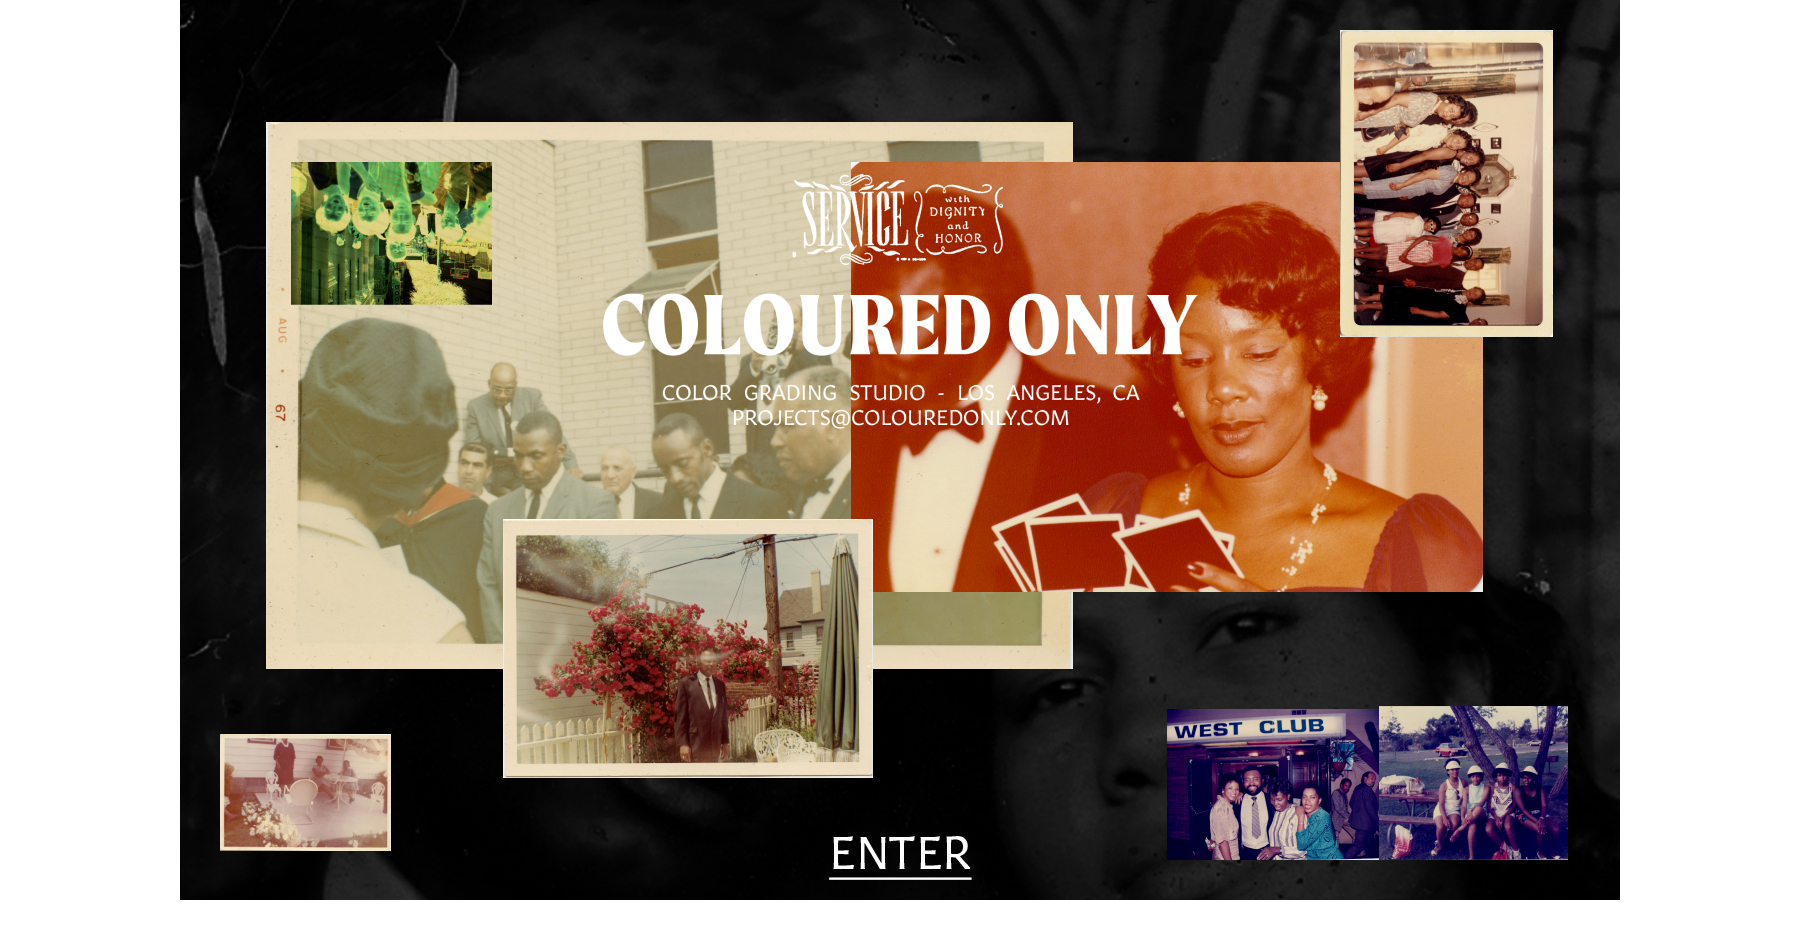 SERVICE
with
DIGNITY
and
HONOR
COLOURED ONLY
COLOR GRADING STUDIO - LOS ANGELES, CA
PROJECTS@COLOUREDONLY.COM
AUG
67
WEST CLUB
ENTER